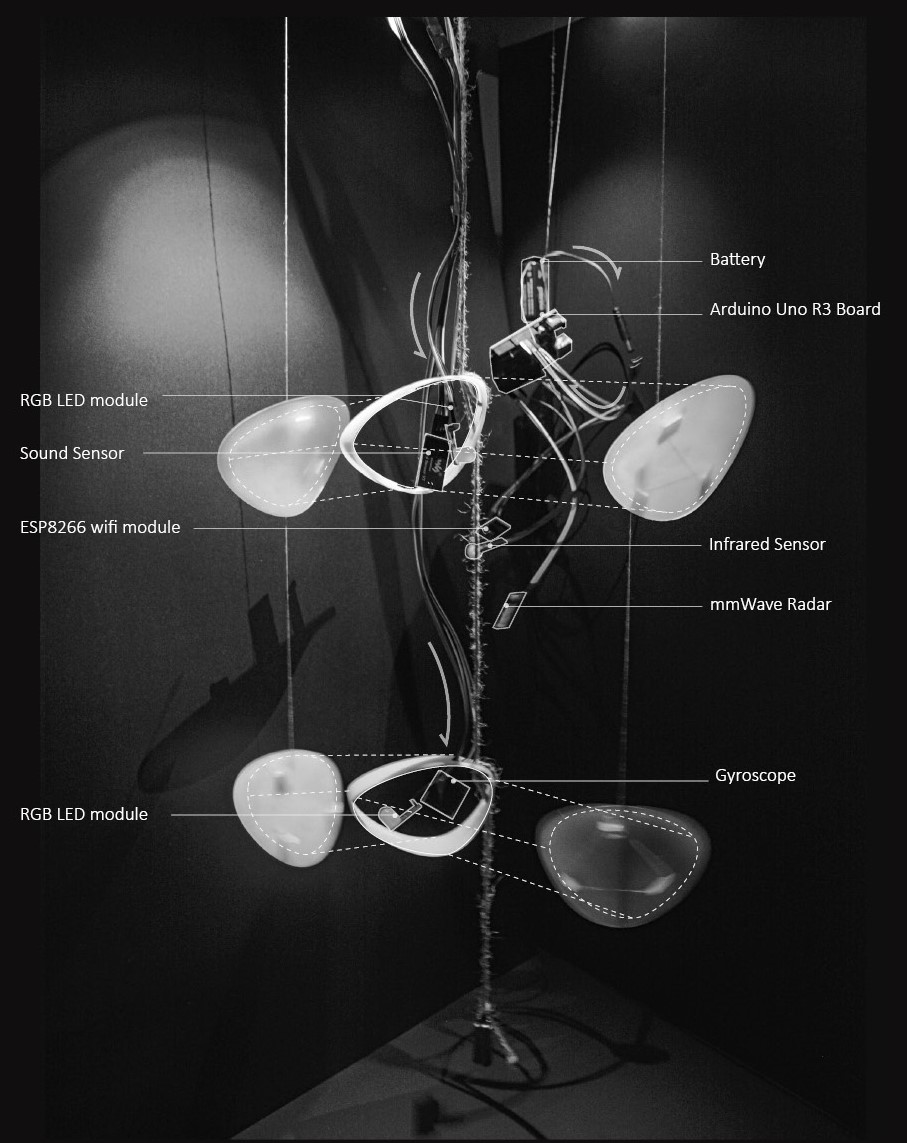 Battery
Arduino Uno R3 Board
RGB LED module
Sound Sensor
ESP8266 wifi module
Infrared Sensor
mmWave Radar
Gyroscope
RGB LED module